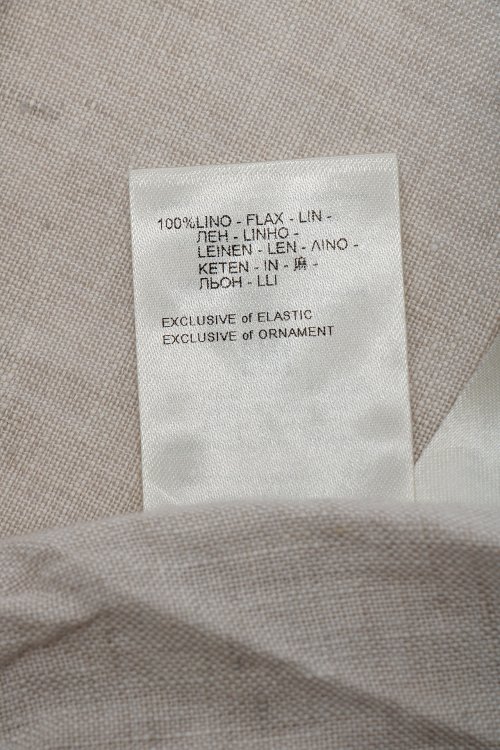 100%LINO - FLAX - LIN -
ЛЕН - LINHO -
LEINEN - LEN - ΛΙΝΟ -
KETEN - IN - 麻 -
ЛЬОН - LLI
EXCLUSIVE of ELASTIC
EXCLUSIVE of ORNAMENT